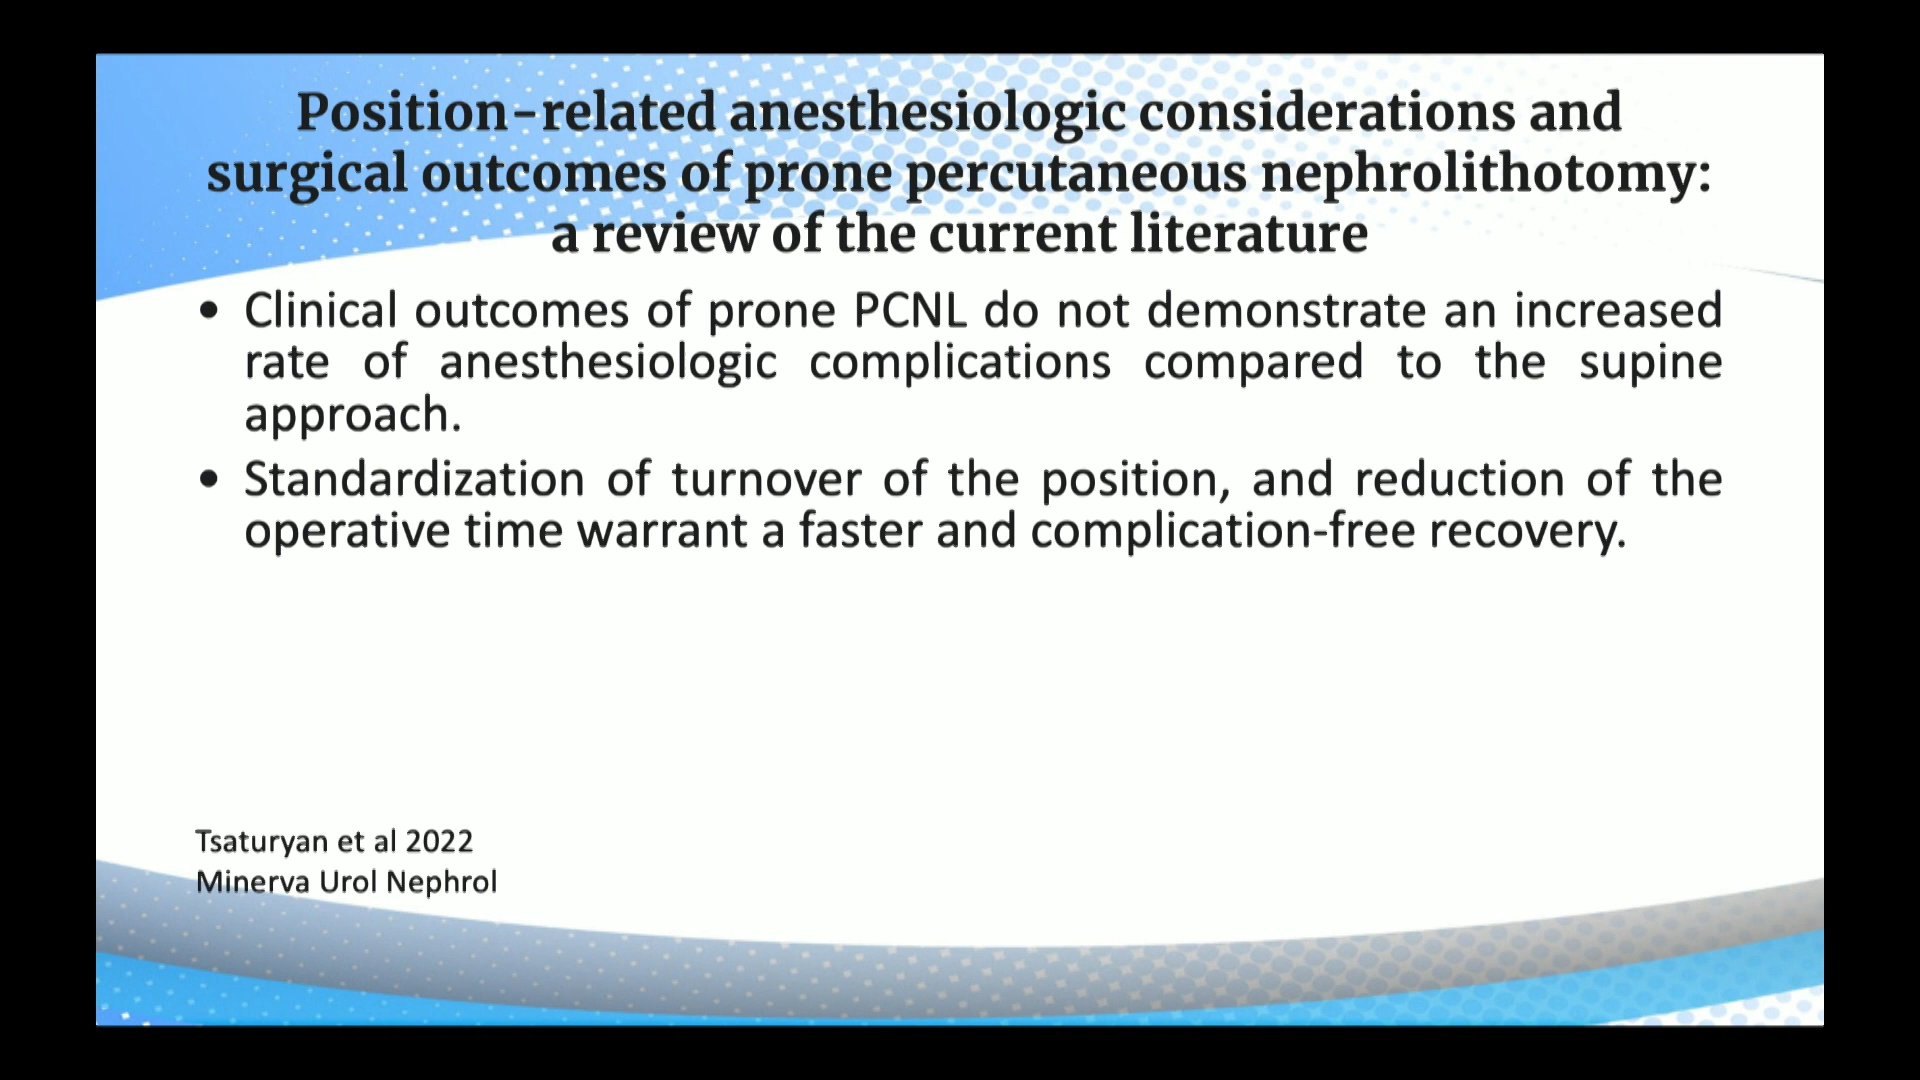 Position-related anesthesiologic considerations and
surgical outcomes of prone percutaneous nephrolithotomy:
a review of the current literature
• Clinical outcomes of prone PCNL do not demonstrate an increased
rate of anesthesiologic complications compared to the supine
approach.
• Standardization of turnover of the position, and reduction of the
operative time warrant a faster and complication-free recovery.
Tsaturyan et al 2022
Minerva Urol Nephrol